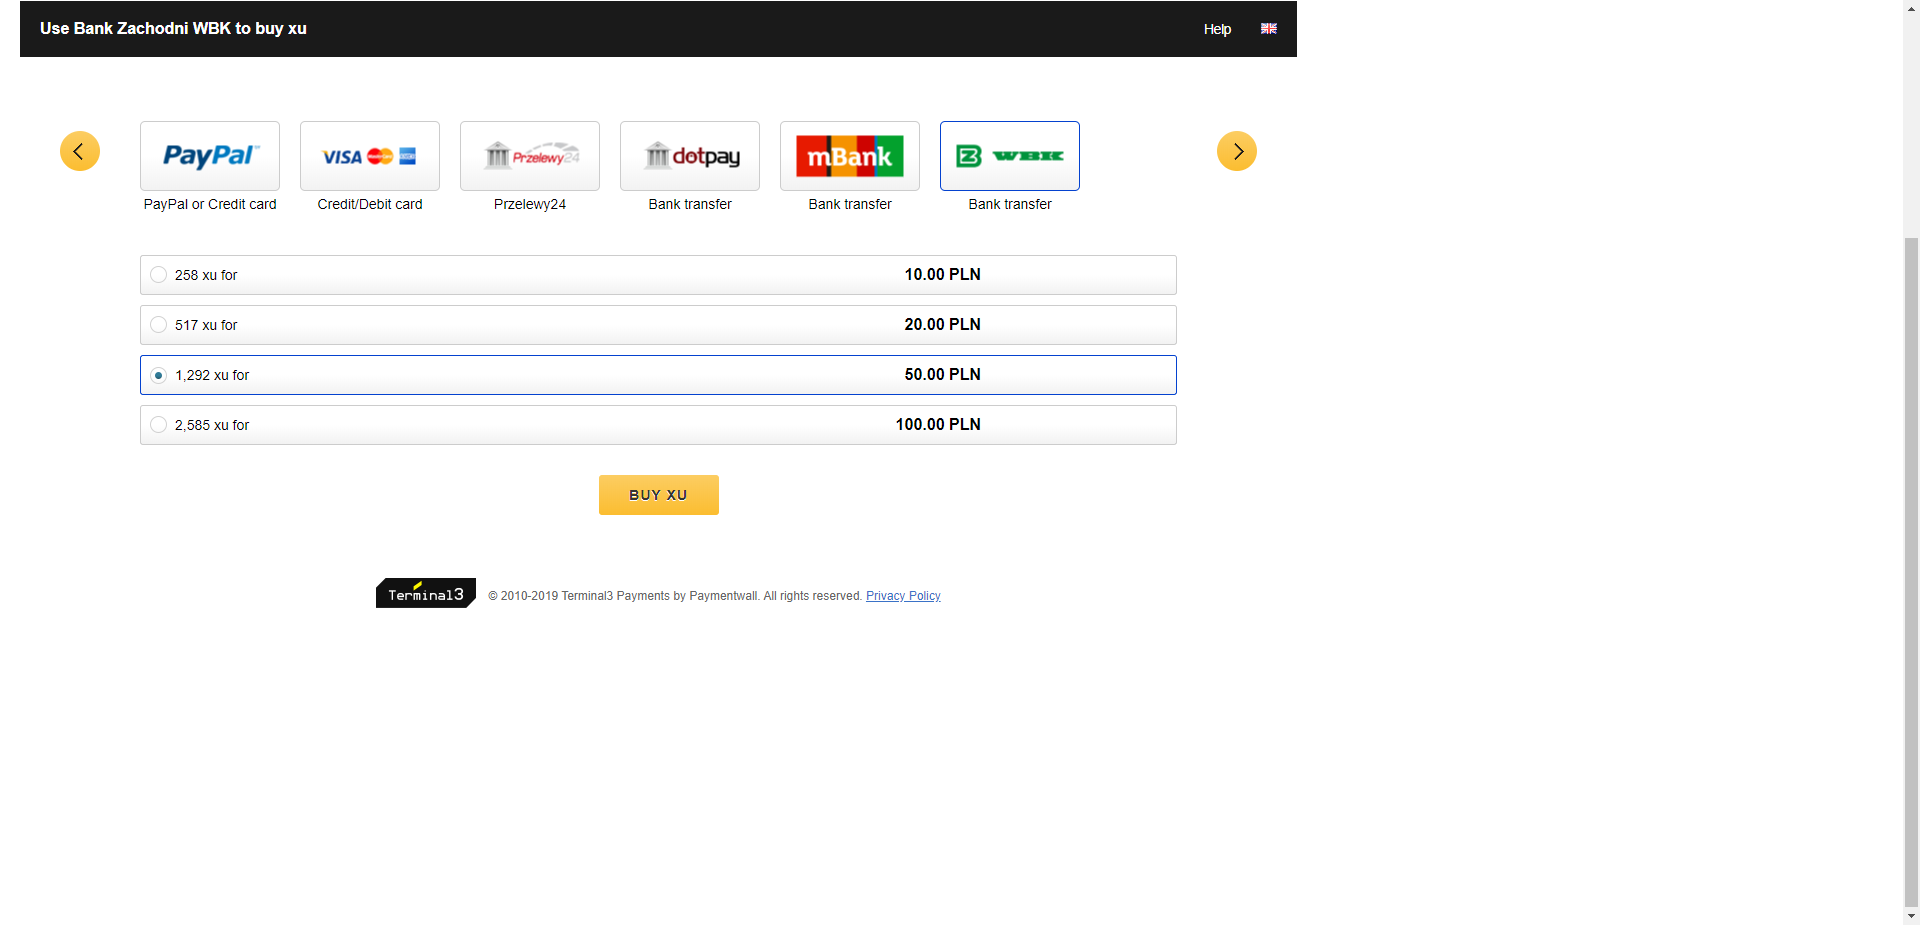 Use Bank Zachodni WBK to buy xu
Help
PayPal™
VISA
Przelewy24
dotpay
mBank
WBK
PayPal or Credit card
Credit/Debit card
Przelewy24
Bank transfer
Bank transfer
Bank transfer
258 xu for 10.00 PLN
517 xu for 20.00 PLN
1,292 xu for 50.00 PLN
2,585 xu for 100.00 PLN
BUY XU
Terminal3
© 2010-2019 Terminal3 Payments by Paymentwall. All rights reserved. Privacy Policy